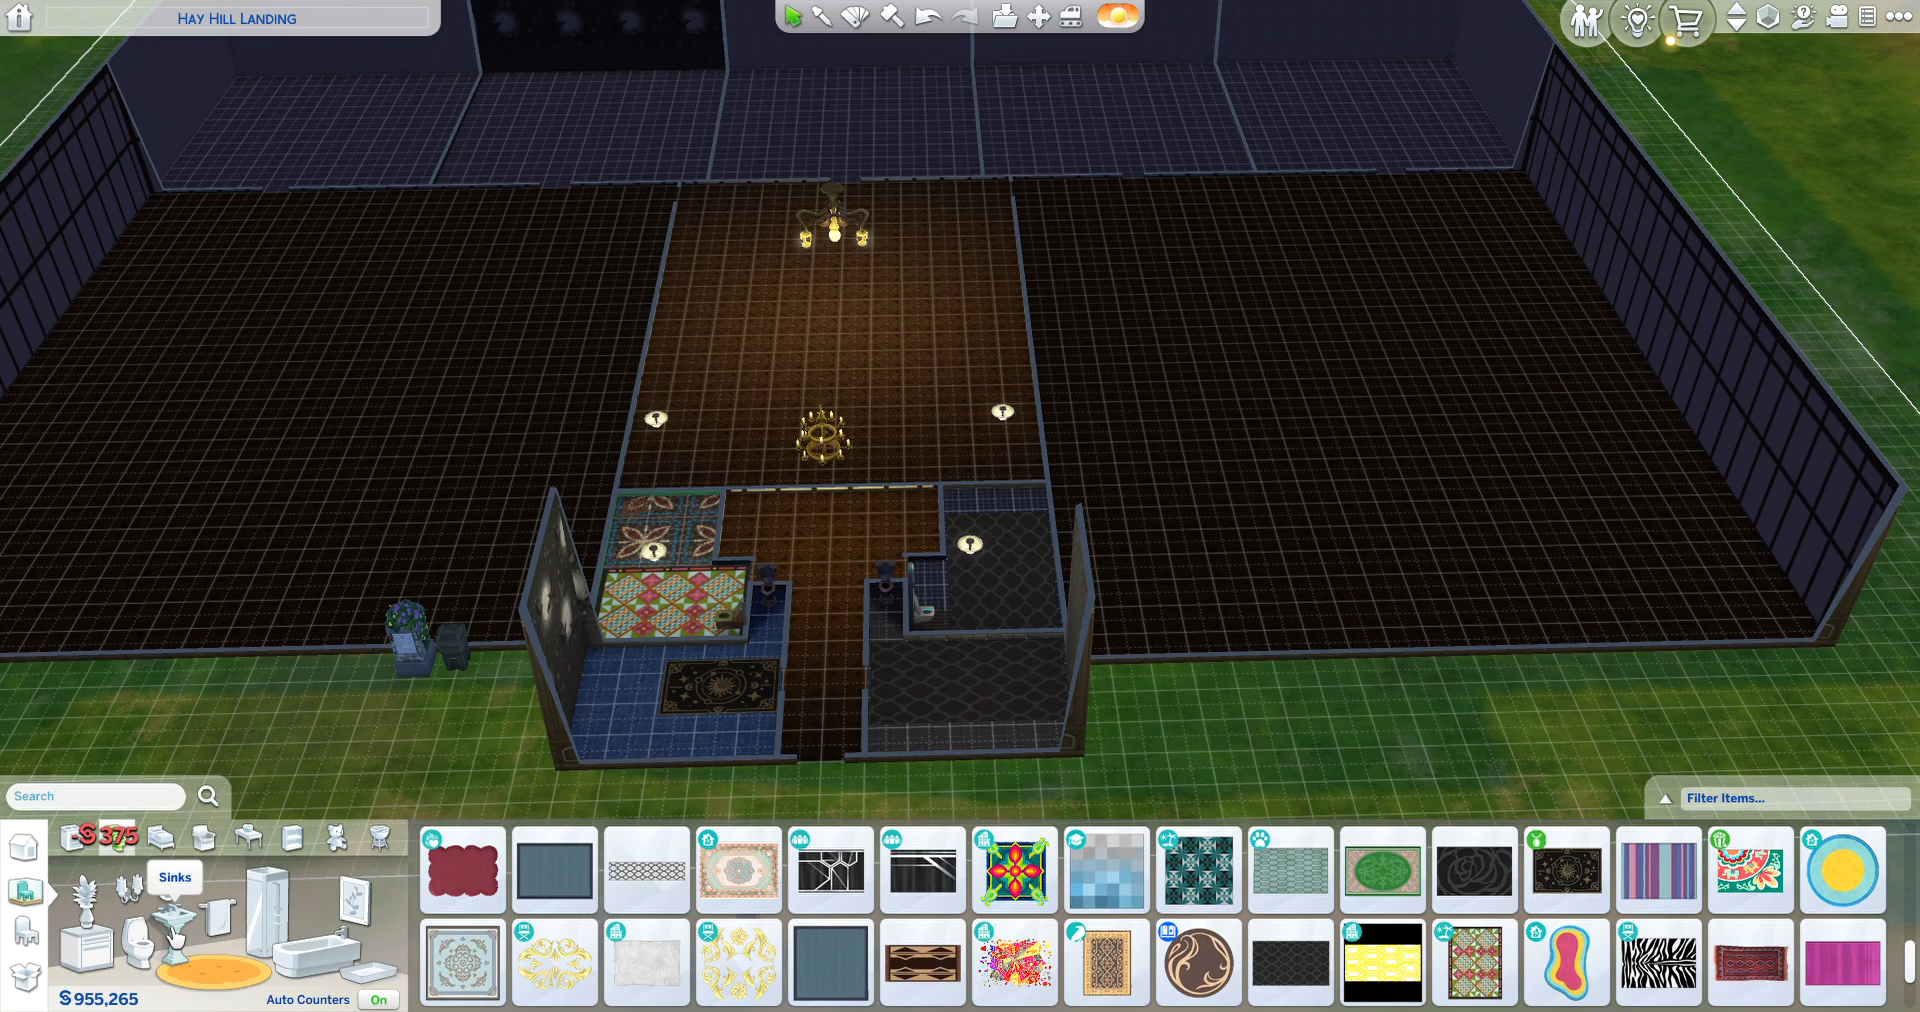 Hay Hill Landing
Search
Filter Items...
-§375
Sinks
§955,265
Auto Counters
On